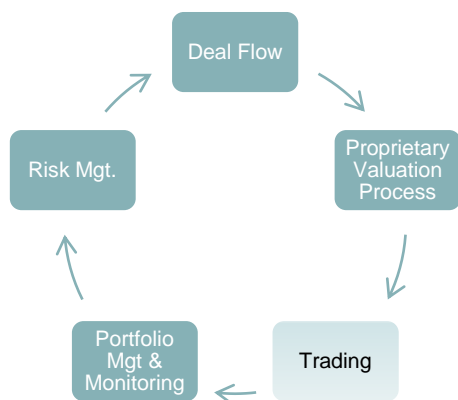 Deal Flow
Proprietary
Valuation
Process
Trading
Portfolio
Mgt &
Monitoring
Risk Mgt.